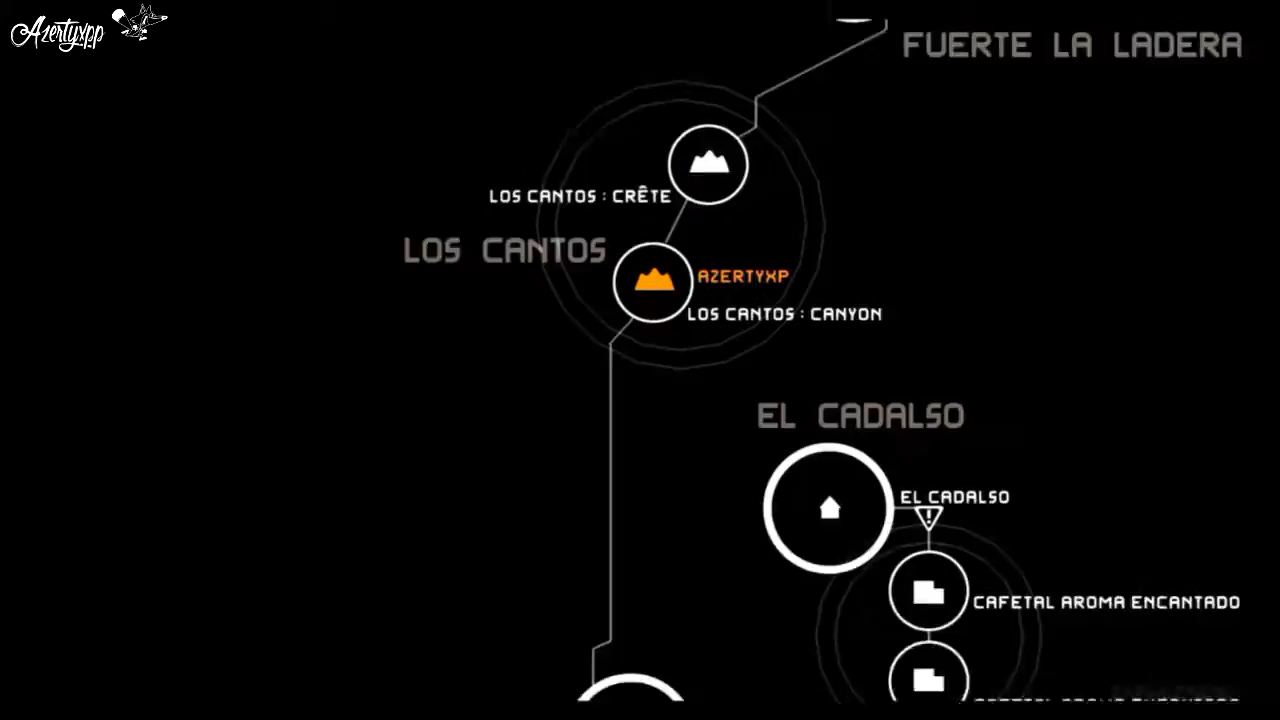 Azertyxpp
FUERTE LA LADERA
LOS CANTOS : CRÊTE
LOS CANTOS
AZERTYXP
LOS CANTOS : CANYON
EL CADALSO
EL CADALSO
!
CAFETAL AROMA ENCANTADO